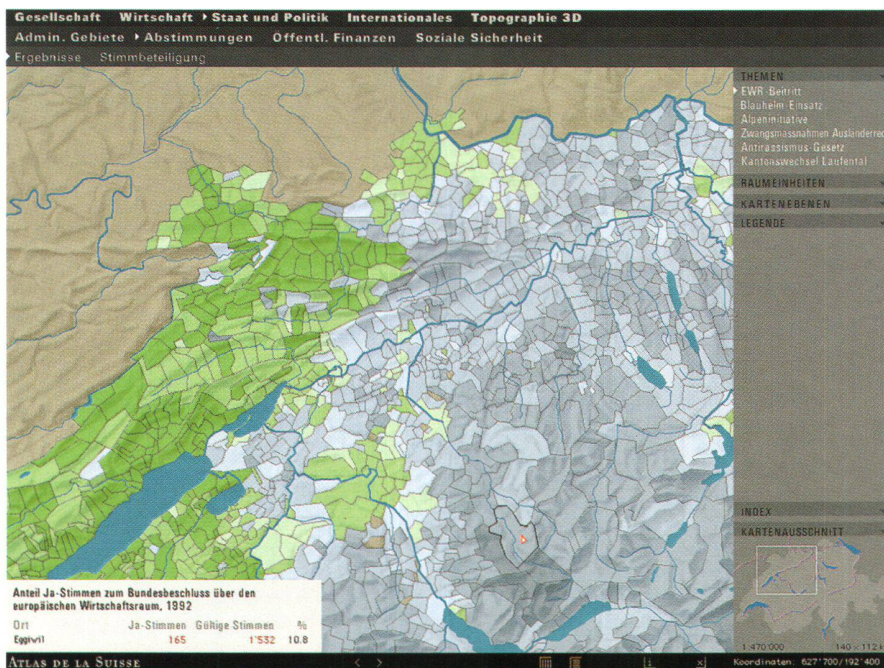 Gesellschaft Wirtschaft Staat und Politik Internationales Topographie 3D
Admin. Gebiete Abstimmungen Öffentl. Finanzen Soziale Sicherheit
Ergebnisse Stimmbeteiligung
THEMEN
EWR-Beitritt
Blauhelm-Einsatz
Alpeninitiative
Zwangsmassnahmen Ausländerrec
Antirassismus-Gesetz
Kantonswechsel Laufental
RAUMEINHEITEN
KARTENEBENEN
LEGENDE
INDEX
KARTENAUSSCHNITT
1:470'000 140 x 112 k
Anteil Ja-Stimmen zum Bundesbeschluss über den
europäischen Wirtschaftsraum, 1992
Ort Ja-Stimmen Gültige Stimmen %
Eggiwil 165 1'532 10.8
ATLAS DE LA SUISSE < > i x Koordinaten: 627'700/192'400